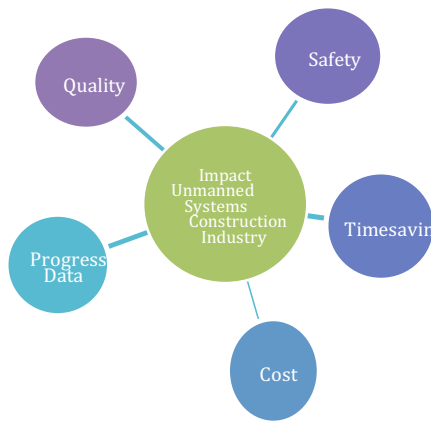 Safety
Quality
Impact
Unmanned
Systems
Construction
Industry
Timesavin
Progress
Data
Cost